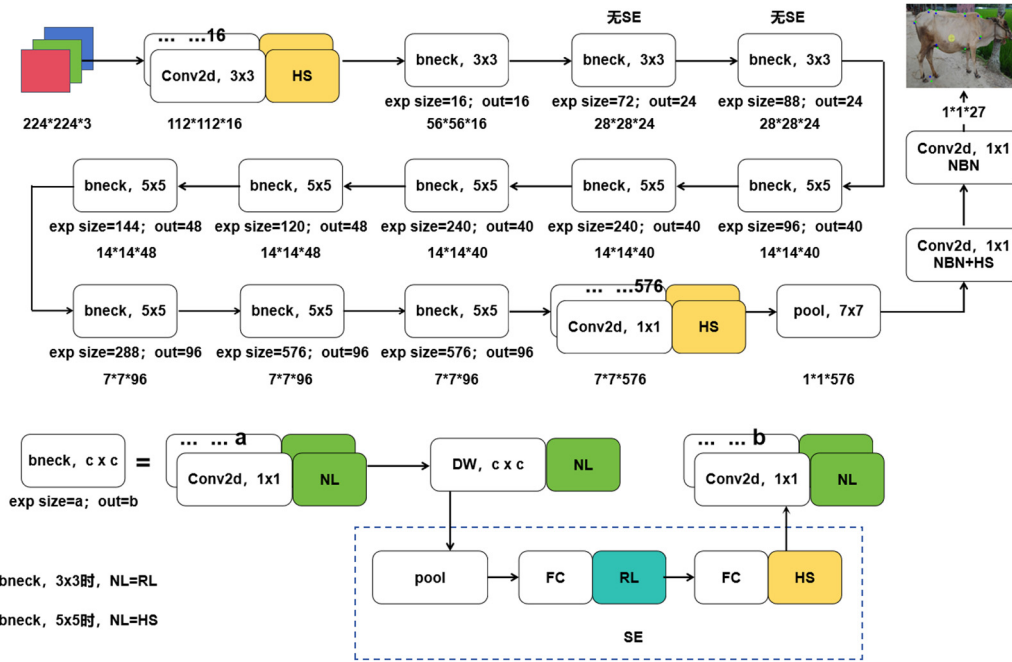 无SE
无SE
... ...16
Conv2d, 3x3
HS
bneck, 3x3
bneck, 3x3
bneck, 3x3
exp size=16; out=16
exp size=72; out=24
exp size=88; out=24
224*224*3
112*112*16
56*56*16
28*28*24
28*28*24
1*1*27
Conv2d, 1x1
NBN
bneck, 5x5
bneck, 5x5
bneck, 5x5
bneck, 5x5
bneck, 5x5
exp size=144; out=48
exp size=120; out=48
exp size=240; out=40
exp size=240; out=40
exp size=96; out=40
14*14*48
14*14*48
14*14*40
14*14*40
14*14*40
Conv2d, 1x1
NBN+HS
bneck, 5x5
bneck, 5x5
bneck, 5x5
... ...576
Conv2d, 1x1
HS
pool, 7x7
exp size=288; out=96
exp size=576; out=96
exp size=576; out=96
7*7*96
7*7*96
7*7*96
7*7*576
1*1*576
bneck, c x c
=
... ... a
Conv2d, 1x1
NL
DW, c x c
NL
... ... b
Conv2d, 1x1
NL
exp size=a; out=b
pool
FC
RL
FC
HS
SE
bneck, 3x3时, NL=RL
bneck, 5x5时, NL=HS